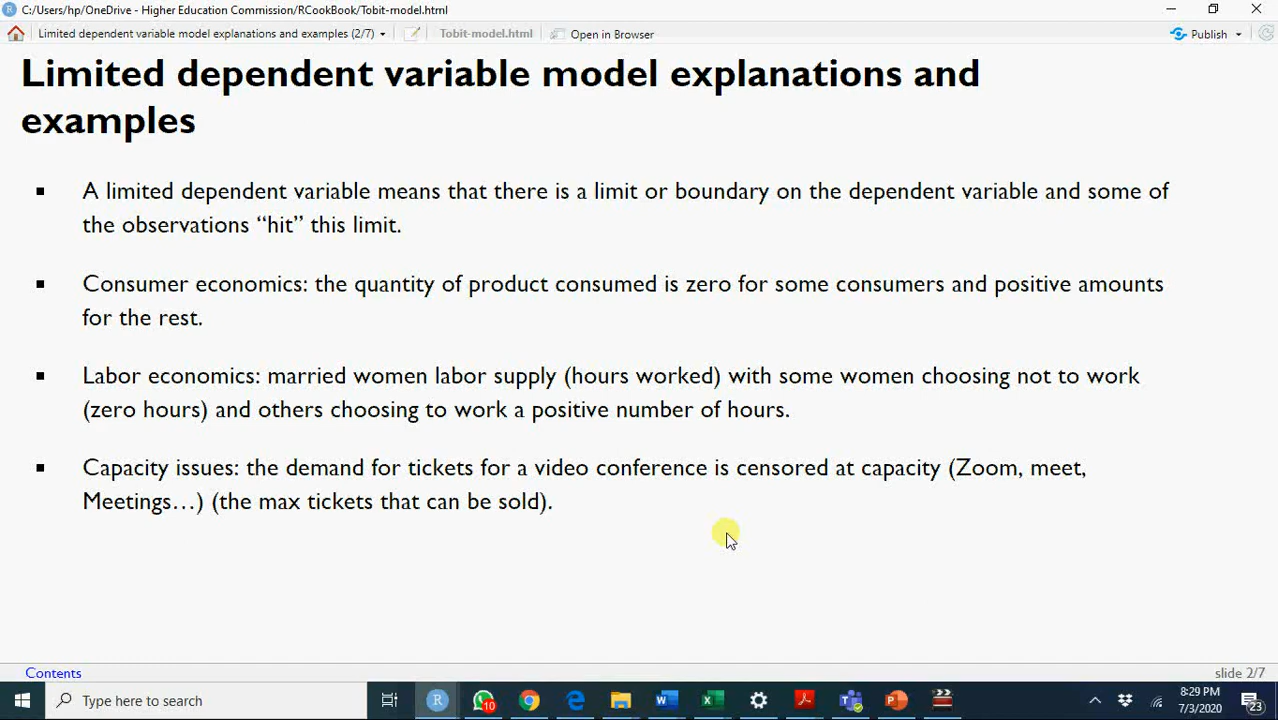 C:/Users/hp/OneDrive - Higher Education Commission/RCookBook/Tobit-model.html
Limited dependent variable model explanations and examples (2/7)
Tobit-model.html
Open in Browser
Publish
Limited dependent variable model explanations and
examples
A limited dependent variable means that there is a limit or boundary on the dependent variable and some of
the observations “hit” this limit.
Consumer economics: the quantity of product consumed is zero for some consumers and positive amounts
for the rest.
Labor economics: married women labor supply (hours worked) with some women choosing not to work
(zero hours) and others choosing to work a positive number of hours.
Capacity issues: the demand for tickets for a video conference is censored at capacity (Zoom, meet,
Meetings…) (the max tickets that can be sold).
Contents
slide 2/7
Type here to search
10
8:29 PM
7/3/2020
23